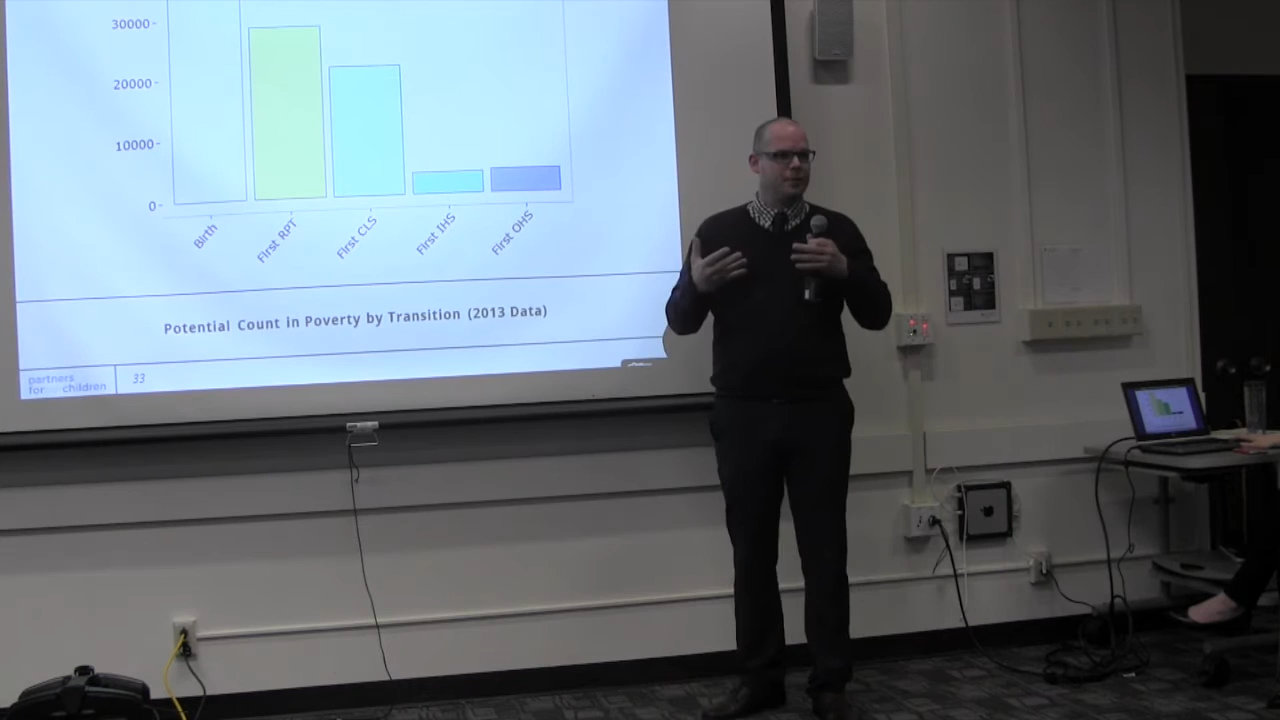 30000
20000
10000
0
Birth
First RPT
First CLS
First IHS
First OHS
Potential Count in Poverty by Transition (2013 Data)
partners
for our children
33